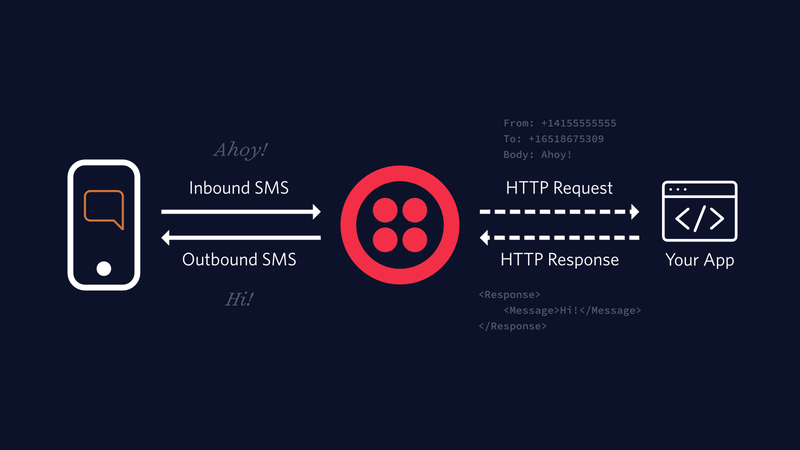 Ahoy!
Inbound SMS
Outbound SMS
Hi!
From: +14155555555
To: +16518675309
Body: Ahoy!
HTTP Request
HTTP Response
<Response>
    <Message>Hi!</Message>
</Response>
</>
Your App